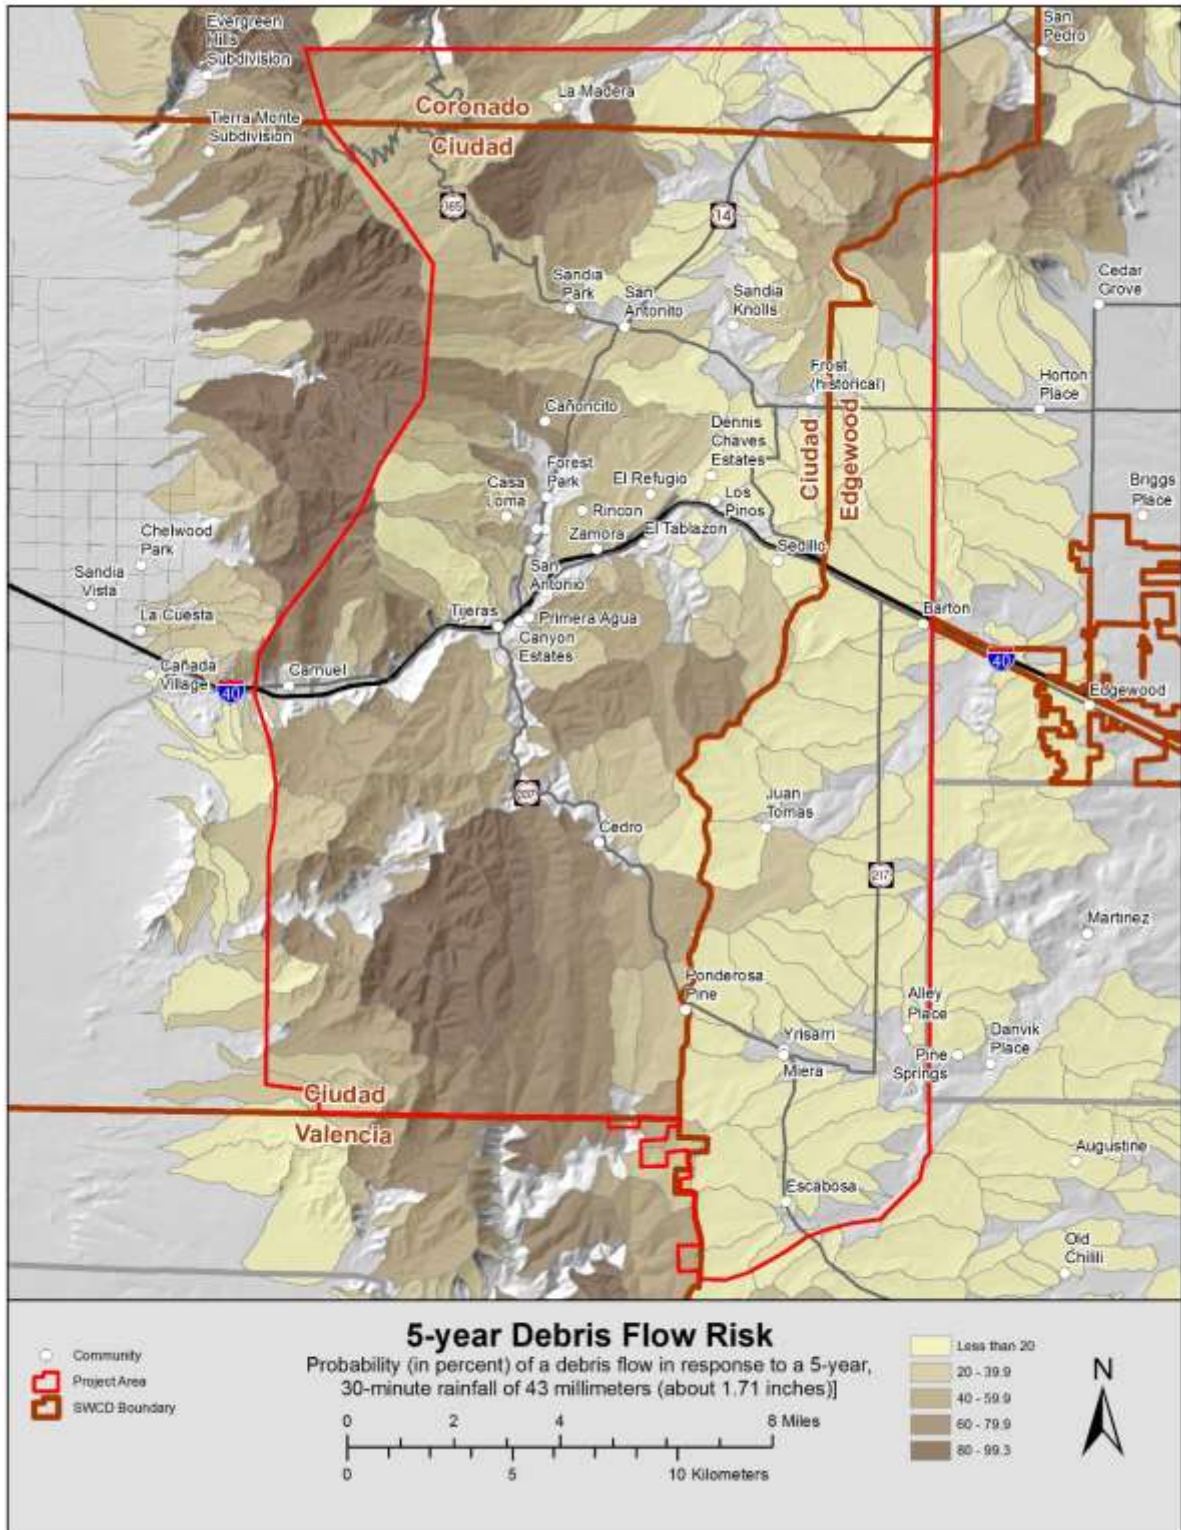 Evergreen
Hills
Subdivision
San
Pedro
La Madera
Coronado
Tierra Monte
Subdivision
Ciudad
165
14
Sandia
Park
San
Antonito
Sandia
Knolls
Cedar
Grove
Frost
(historical)
Horton
Place
Cañoncito
Dennis
Chaves
Estates
Ciudad
Edgewood
Forest
Park
Casa
Loma
El Refugio
Los
Pinos
Briggs
Place
Rincon
Chelwood
Park
Zamora
El Tablazon
Sedillo
Sandia
Vista
San
Antonio
La Cuesta
Tijeras
Primera Agua
Barton
Canyon
Estates
Cañada
Village
40
Carnuel
40
Edgewood
Juan
Tomas
Cedro
217
Martinez
Ponderosa
Pine
Alley
Place
Yrisarri
Danvik
Place
Miera
Pine
Springs
Ciudad
Valencia
Augustine
Escabosa
Old
Chilili
5-year Debris Flow Risk
Probability (in percent) of a debris flow in response to a 5-year,
30-minute rainfall of 43 millimeters (about 1.71 inches)]
Community
Project Area
SWCD Boundary
0 2 4 8 Miles
0 5 10 Kilometers
Less than 20
20 - 39.9
40 - 59.9
60 - 79.9
80 - 99.3
N